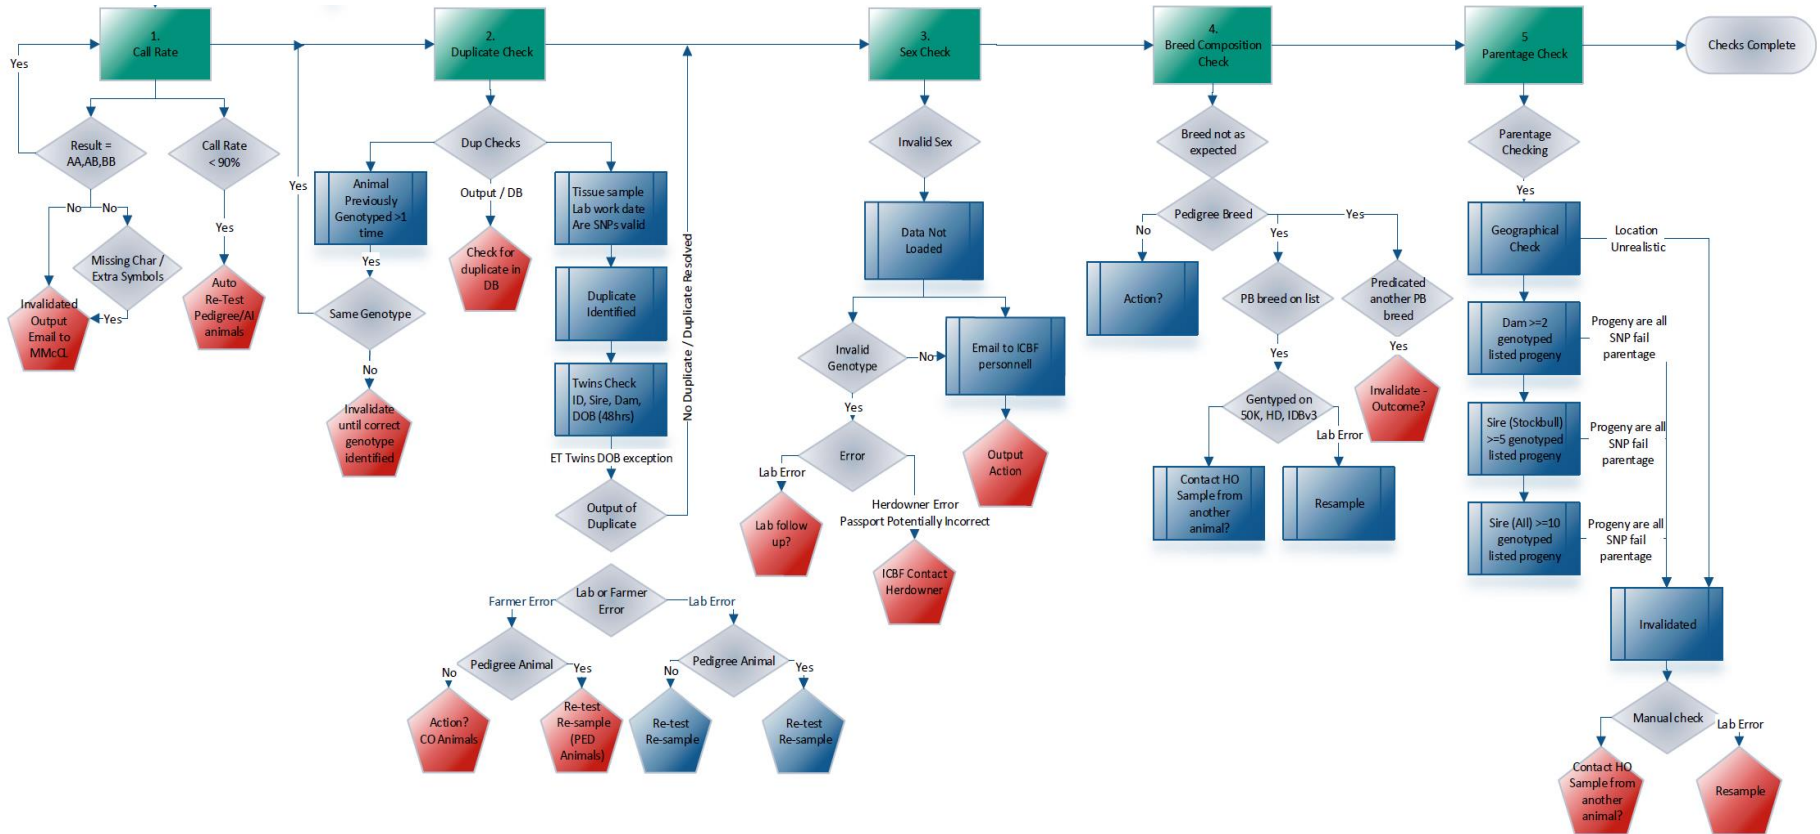 1.
Call Rate
Yes
Result =
AA,AB,BB
Call Rate
< 90%
No
No
Yes
Missing Char /
Extra Symbols
Yes
Invalidated
Output
Email to
MMcCL
Auto
Re-Test
Pedigree/AI
animals
2.
Duplicate Check
Dup Checks
Yes
Animal
Previously
Genotyped >1
time
Yes
Same Genotype
No
Invalidate
until correct
genotype
identified
Output / DB
Check for
duplicate in
DB
Tissue sample
Lab work date
Are SNPs valid
Duplicate
Identified
Twins Check
ID, Sire, Dam,
DOB (48hrs)
ET Twins DOB exception
Output of
Duplicate
No Duplicate / Duplicate Resolved
Lab or Farmer
Error
Farmer Error
Lab Error
Pedigree Animal
No
Yes
Action?
CO Animals
Re-test
Re-sample
(PED
Animals)
Pedigree Animal
No
Yes
Re-test
Re-sample
Re-test
Re-sample
3.
Sex Check
Invalid Sex
Data Not
Loaded
Invalid
Genotype
No
Email to ICBF
personnell
Yes
Output
Action
Error
Lab Error
Herdowner Error
Passport Potentially Incorrect
Lab follow
up?
ICBF Contact
Herdowner
4.
Breed Composition
Check
Breed not as
expected
Pedigree Breed
No
Yes
Yes
Action?
PB breed on list
Predicated
another PB
breed
Yes
Yes
Gentyped on
50K, HD, IDBv3
Invalidate -
Outcome?
Lab Error
Contact HO
Sample from
another
animal?
Resample
5
Parentage Check
Parentage
Checking
Yes
Geographical
Check
Location
Unrealistic
Dam >=2
genotyped
listed progeny
Progeny are all
SNP fail
parentage
Sire (Stockbull)
>=5 genotyped
listed progeny
Progeny are all
SNP fail
parentage
Sire (All) >=10
genotyped
listed progeny
Progeny are all
SNP fail
parentage
Invalidated
Manual check
Lab Error
Contact HO
Sample from
another
animal?
Resample
Checks Complete